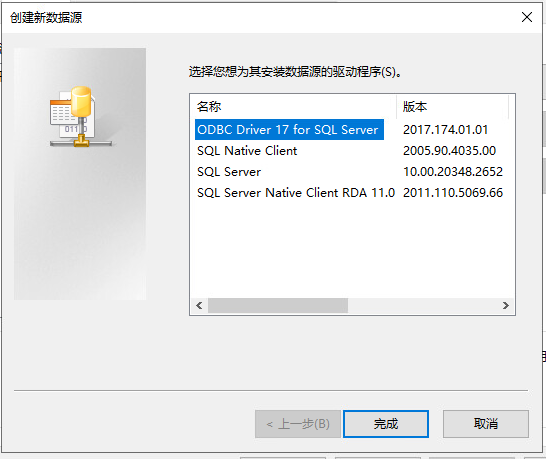 创建新数据源
选择您想为其安装数据源的驱动程序(S)。
名称 版本
ODBC Driver 17 for SQL Server 2017.174.01.01
SQL Native Client 2005.90.4035.00
SQL Server 10.00.20348.2652
SQL Server Native Client RDA 11.0 2011.110.5069.66
< 上一步(B) 完成 取消